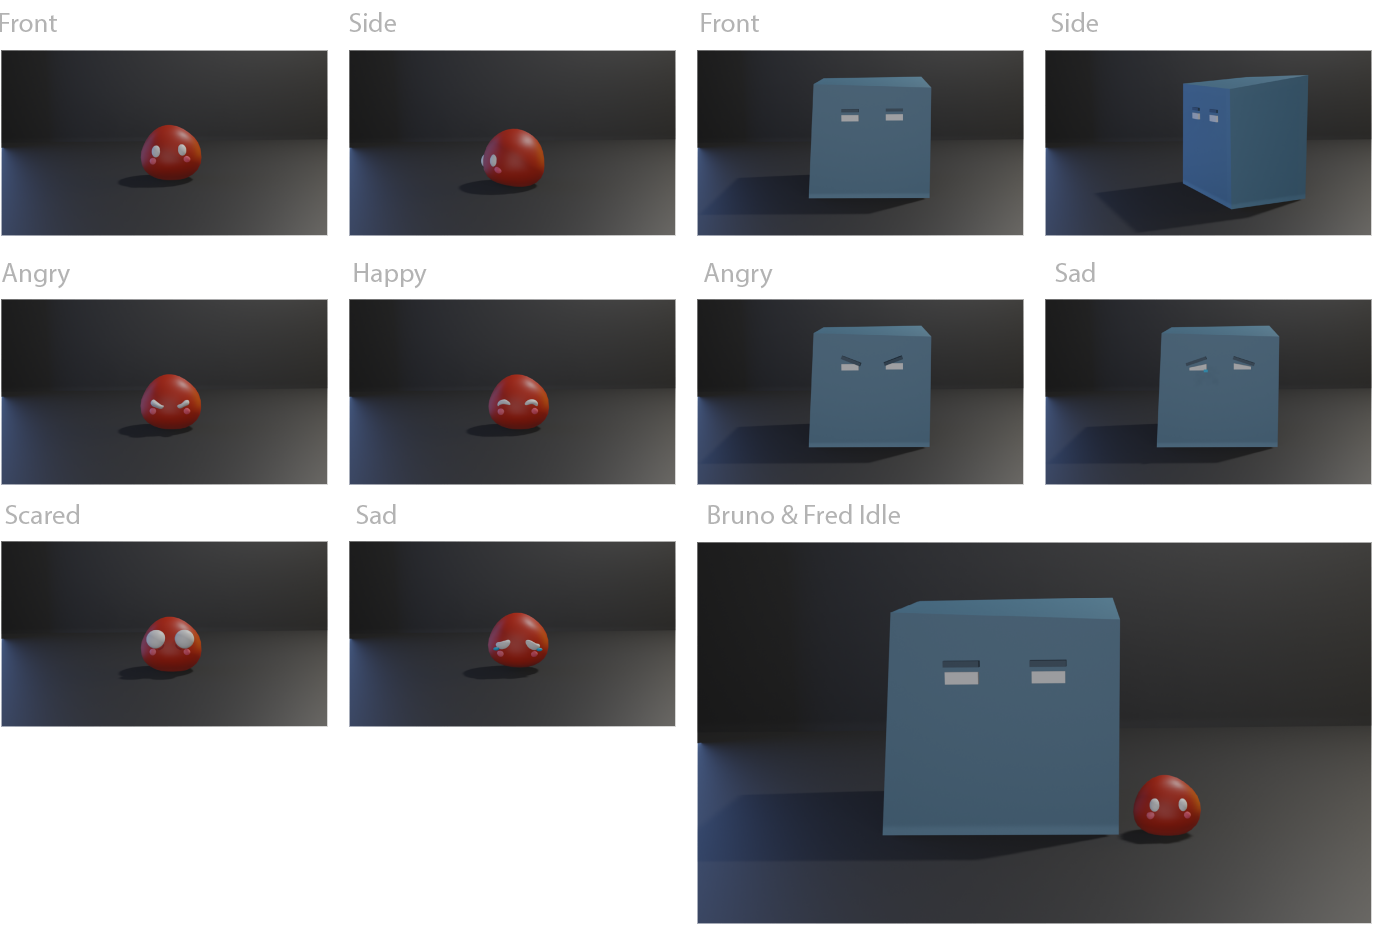 Front
Side
Front
Side
Angry
Happy
Angry
Sad
Scared
Sad
Bruno & Fred Idle